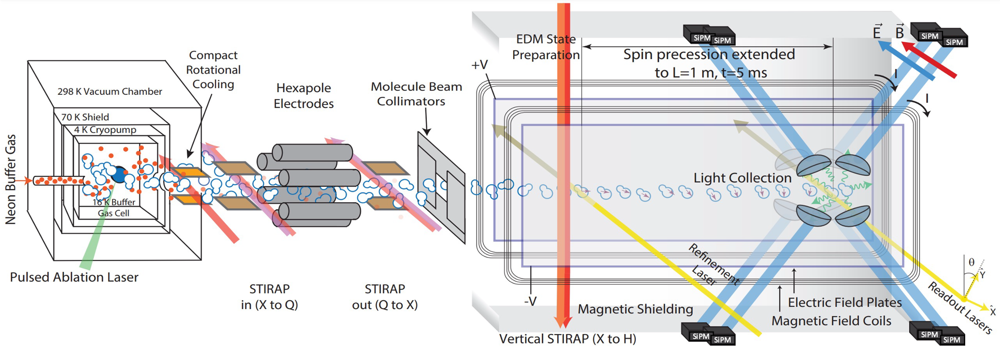 Neon Buffer Gas
298 K Vacuum Chamber
70 K Shield
4 K Cryopump
16 K Buffer
Gas Cell
Pulsed Ablation Laser
Compact
Rotational
Cooling
STIRAP
in (X to Q)
Hexapole
Electrodes
STIRAP
out (Q to X)
Molecule Beam
Collimators
+V
EDM State
Preparation
Spin precession extended
to L=1 m, t=5 ms
SiPM
SiPM
E
B
SiPM
SiPM
I
I
Light Collection
Refinement
Laser
-V
Magnetic Shielding
Electric Field Plates
Magnetic Field Coils
Vertical STIRAP (X to H)
SiPM
SiPM
SiPM
SiPM
Readout Lasers
θ
Ŷ
X̂